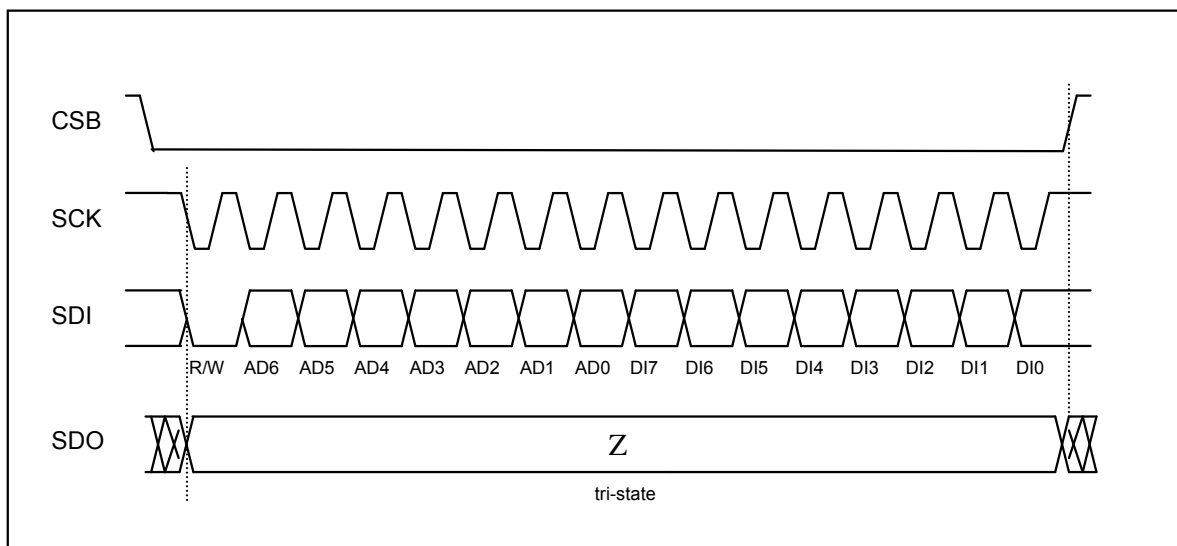 CSB
SCK
SDI
R/W AD6 AD5 AD4 AD3 AD2 AD1 AD0 DI7 DI6 DI5 DI4 DI3 DI2 DI1 DI0
SDO
Z
tri-state